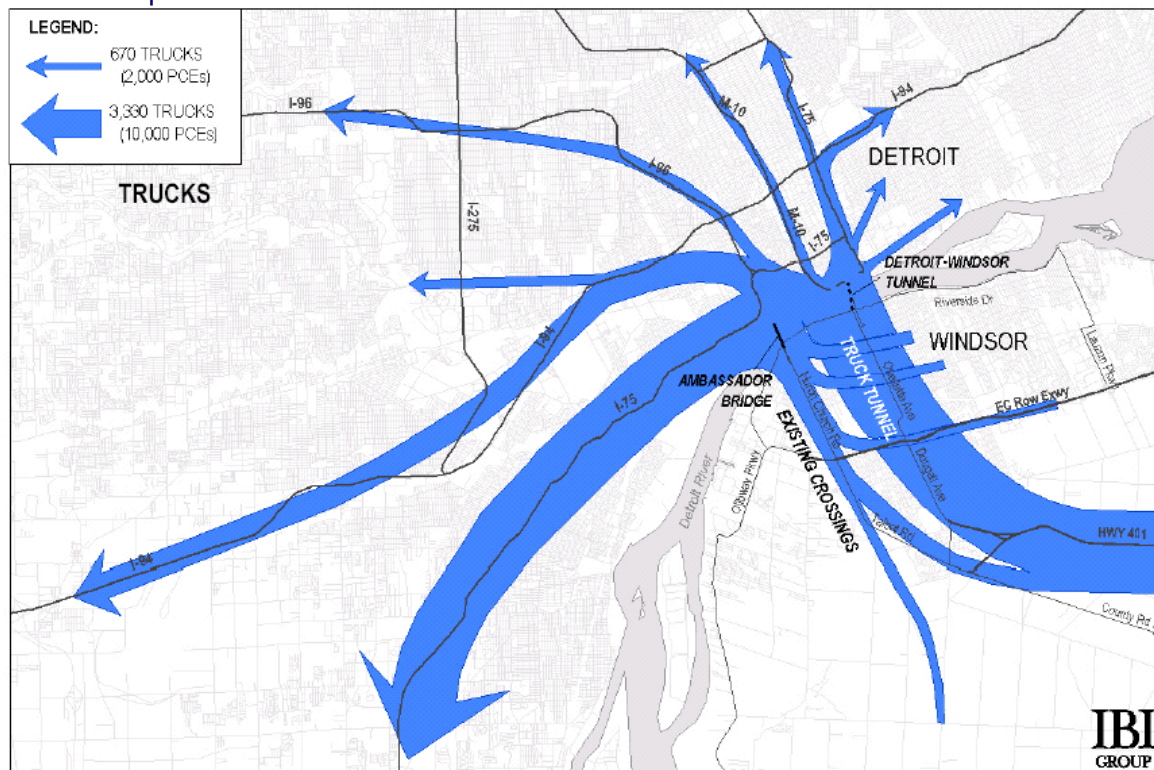 LEGEND:
670 TRUCKS
(2,000 PCEs)
3,330 TRUCKS
(10,000 PCEs)
TRUCKS
I-96
I-96
I-275
M-10
M-10
I-75
I-94
DETROIT
I-75
DETROIT-WINDSOR
TUNNEL
Riverside Dr
WINDSOR
Lauzon Pkwy
I-94
I-75
AMBASSADOR
BRIDGE
TRUCK TUNNEL
Ouellette Ave
Huron Church Rd
EC Row Exwy
EXISTING CROSSINGS
Dougall Ave
Detroit River
Ojibway Pkwy
Talbot Rd
HWY 401
I-94
County Rd
IBI
GROUP